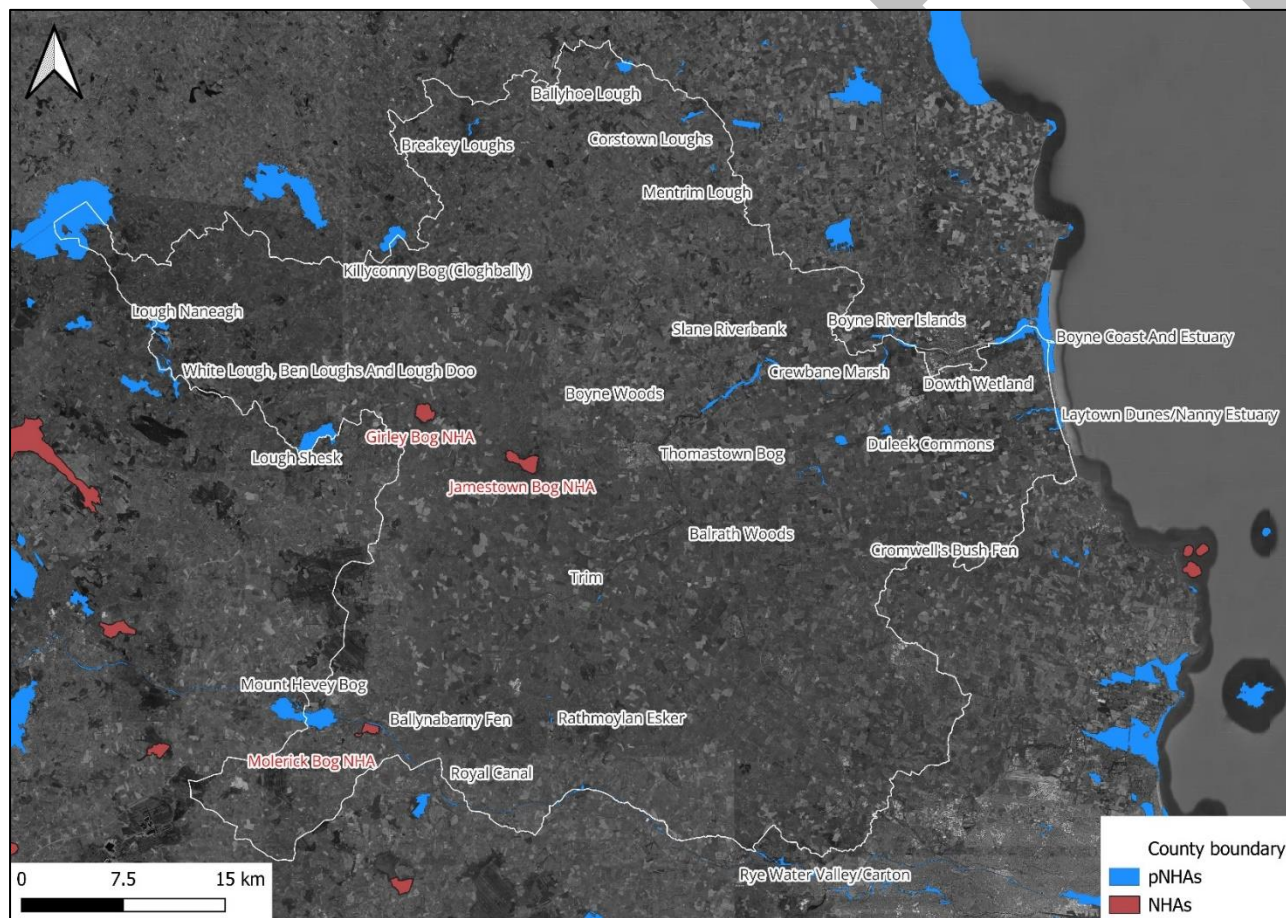 Ballyhoe Lough
Breakey Loughs
Corstown Loughs
Mentrim Lough
Killyconny Bog (Cloghbally)
Lough Naneagh
Slane Riverbank
Boyne River Islands
Boyne Coast And Estuary
White Lough, Ben Loughs And Lough Doo
Crewbane Marsh
Dowth Wetland
Boyne Woods
Laytown Dunes/Nanny Estuary
Girley Bog NHA
Duleek Commons
Lough Shesk
Thomastown Bog
Jamestown Bog NHA
Balrath Woods
Cromwell's Bush Fen
Trim
Mount Hevey Bog
Ballynabarny Fen
Rathmoylan Esker
Molerick Bog NHA
Royal Canal
Rye Water Valley/Carton
0 7.5 15 km
County boundary
pNHAs
NHAs